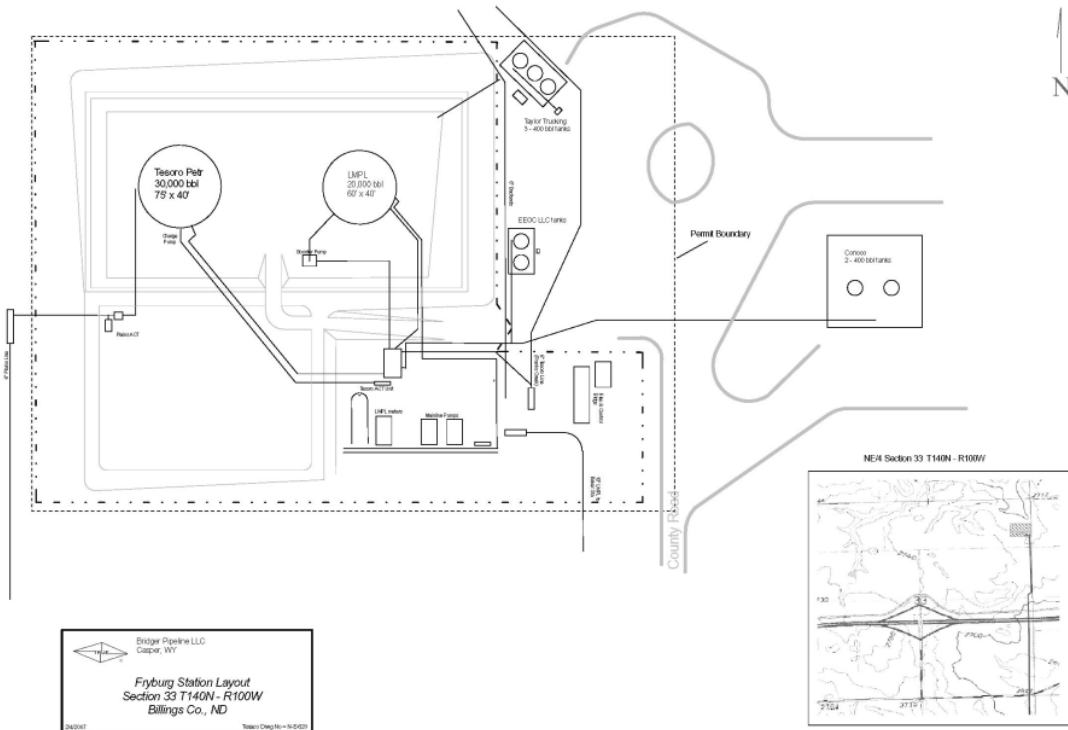 N
Taylor Trucking
3 - 400 bbl tanks
Tesoro Petr
30,000 bbl
75' x 40'
LMPL
20,000 bbl
60' x 40'
Charge
Pump
Booster Pump
EEOC LLC tanks
Permit Boundary
Conoco
2 - 400 bbl tanks
Tesoro ACT Unit
LMPL meters
Mainline Pumps
County Road
NE/4 Section 33 T140N - R100W
33
Bridger Pipeline LLC
Casper, WY
Fryburg Station Layout
Section 33 T140N - R100W
Billings Co., ND